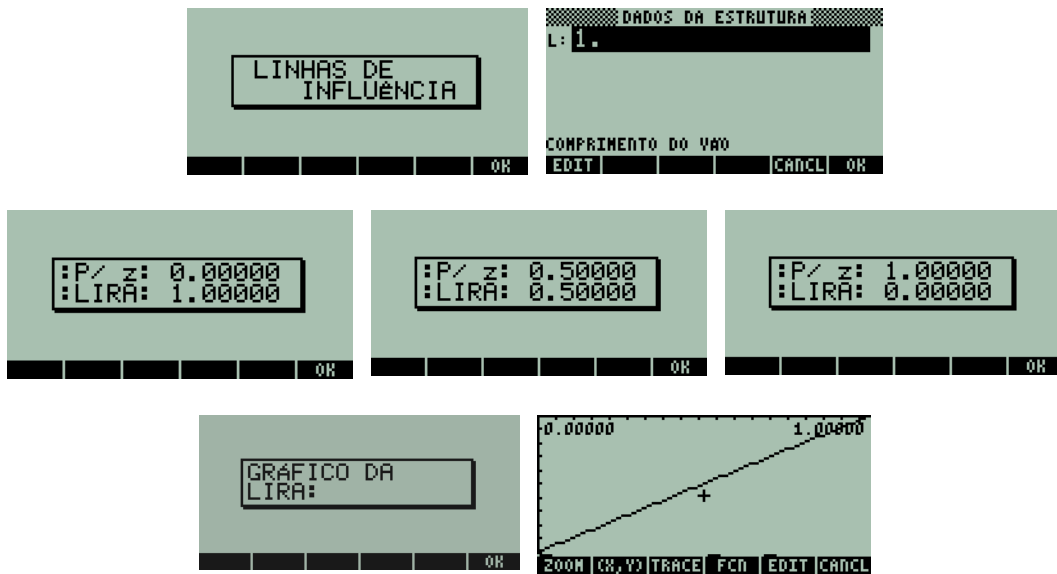 LINHAS DE
INFLUêNCIA
OK
DADOS DA ESTRUTURA
L: 1.
COMPRIMENTO DO VÃO
EDIT CANCL OK
:P/ z: 0.00000
:LIRA: 1.00000
OK
:P/ z: 0.50000
:LIRA: 0.50000
OK
:P/ z: 1.00000
:LIRA: 0.00000
OK
GRáFICO DA
LIRA:
OK
0.00000 1.00000
ZOOM (X,Y) TRACE FCN EDIT CANCL